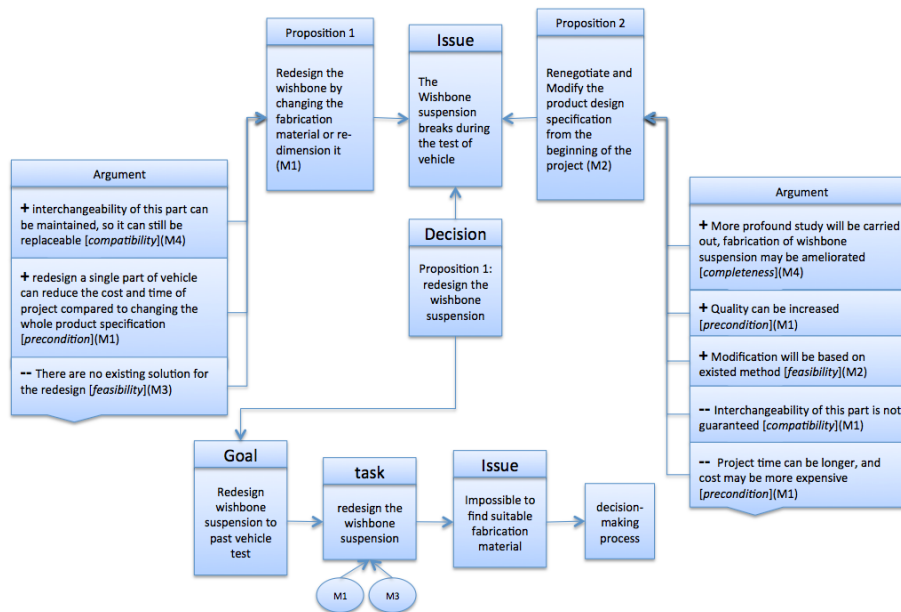 Proposition 1
Redesign the
wishbone by
changing the
fabrication
material or re-
dimension it
(M1)
Issue
The
Wishbone
suspension
breaks during
the test of
vehicle
Proposition 2
Renegotiate and
Modify the
product design
specification
from the
beginning of the
project (M2)
Argument
+ interchangeability of this part can
be maintained, so it can still be
replaceable [compatibility](M4)
+ redesign a single part of vehicle
can reduce the cost and time of
project compared to changing the
whole product specification
[precondition](M1)
-- There are no existing solution for
the redesign [feasibility](M3)
Decision
Proposition 1:
redesign the
wishbone
suspension
Argument
+ More profound study will be carried
out, fabrication of wishbone
suspension may be ameliorated
[completeness](M4)
+ Quality can be increased
[precondition](M1)
+ Modification will be based on
existed method [feasibility](M2)
-- Interchangeability of this part is not
guaranteed [compatibility](M1)
-- Project time can be longer, and
cost may be more expensive
[precondition](M1)
Goal
Redesign
wishbone
suspension to
past vehicle
test
task
redesign the
wishbone
suspension
Issue
Impossible to
find suitable
fabrication
material
decision-
making
process
M1
M3